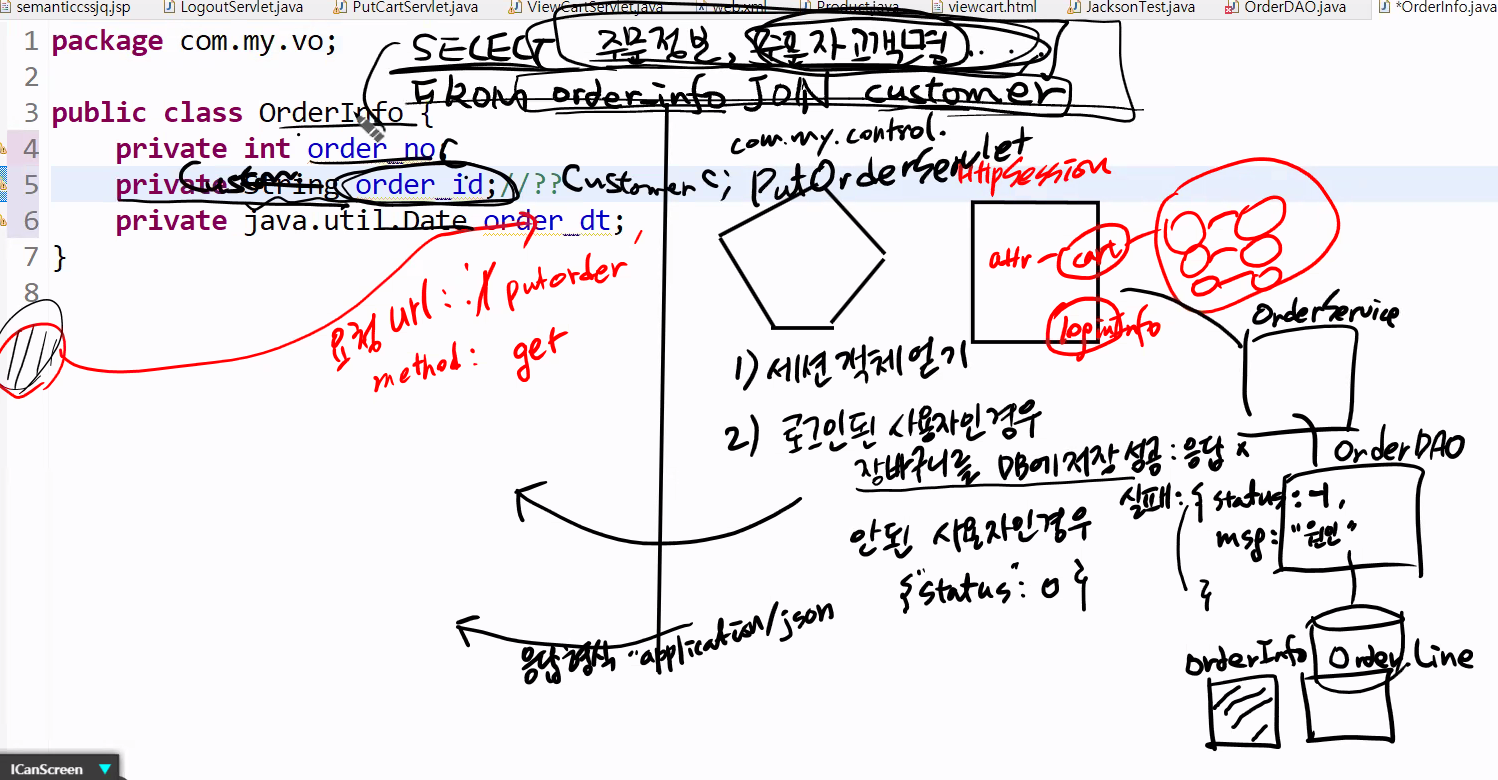 semanticcssjq.jsp LogoutServlet.java PutCartServlet.java ViewCartServlet.java web.xml Product.java viewcart.html JacksonTest.java OrderDAO.java *OrderInfo.java
SELECT 주문정보, 주문자고객명.....
FROM order_info JOIN customer
1 package com.my.vo;
2
3 public class OrderInfo {
4 private int order_no;
5 private String order_id;//??
Custom
Customer c;
6 private java.util.Date order_dt;
7 }
8
com.my.control.
PutOrderServlet
HttpSession
attr - cart
loginInfo
요청 url: ./putorder
method: get
OrderService
1) 세션객체얻기
2) 로그인된 사용자인경우
장바구니를 DB에저장 성공:응답 x
실패: { status: -1,
msg: "원인"
}
안된 사용자인경우
{"status": 0}
OrderDAO
응답형식 "application/json
OrderInfo
Order_Line
ICanScreen